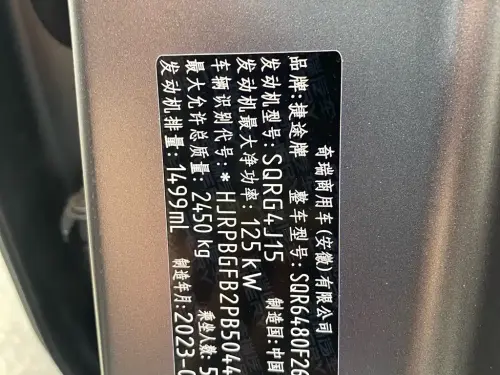 奇瑞商用车(安徽)有限公司
品牌:捷途牌 整车型号:SQR6480F26
发动机型号:SQRG4J15 制造国:中国
发动机最大净功率:125kW
车辆识别代号:*HJRPBGFB2PB5044
最大允许总质量:2450kg 乘坐人数:5
发动机排量:1499mL 制造年月:2023-0